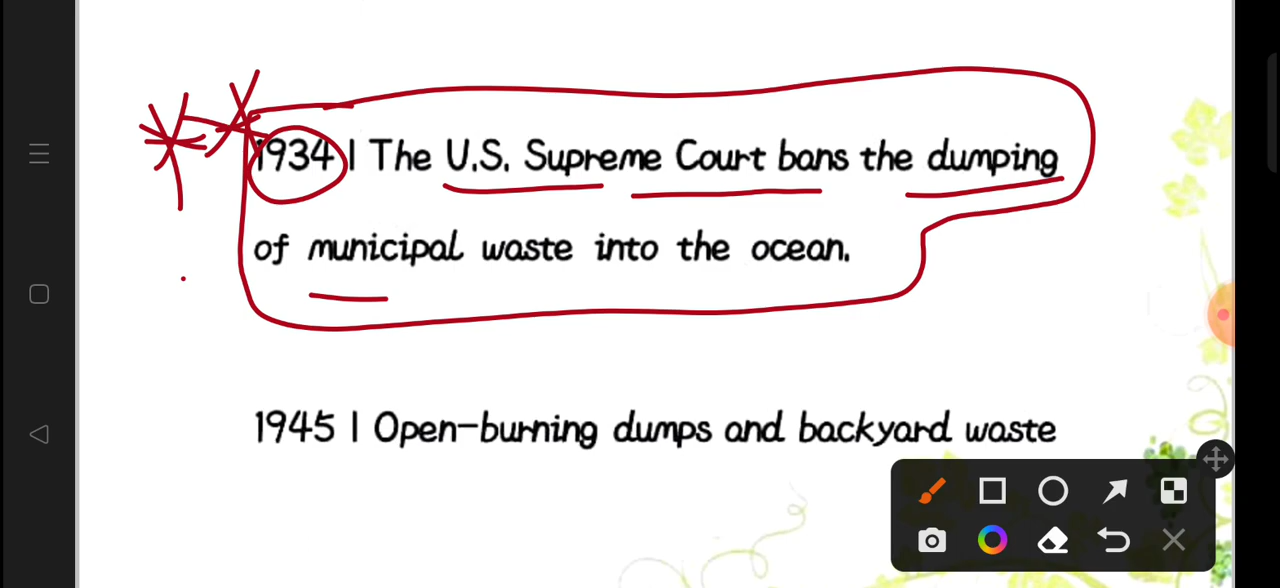 1934 | The U.S. Supreme Court bans the dumping
of municipal waste into the ocean.
1945 | Open-burning dumps and backyard waste